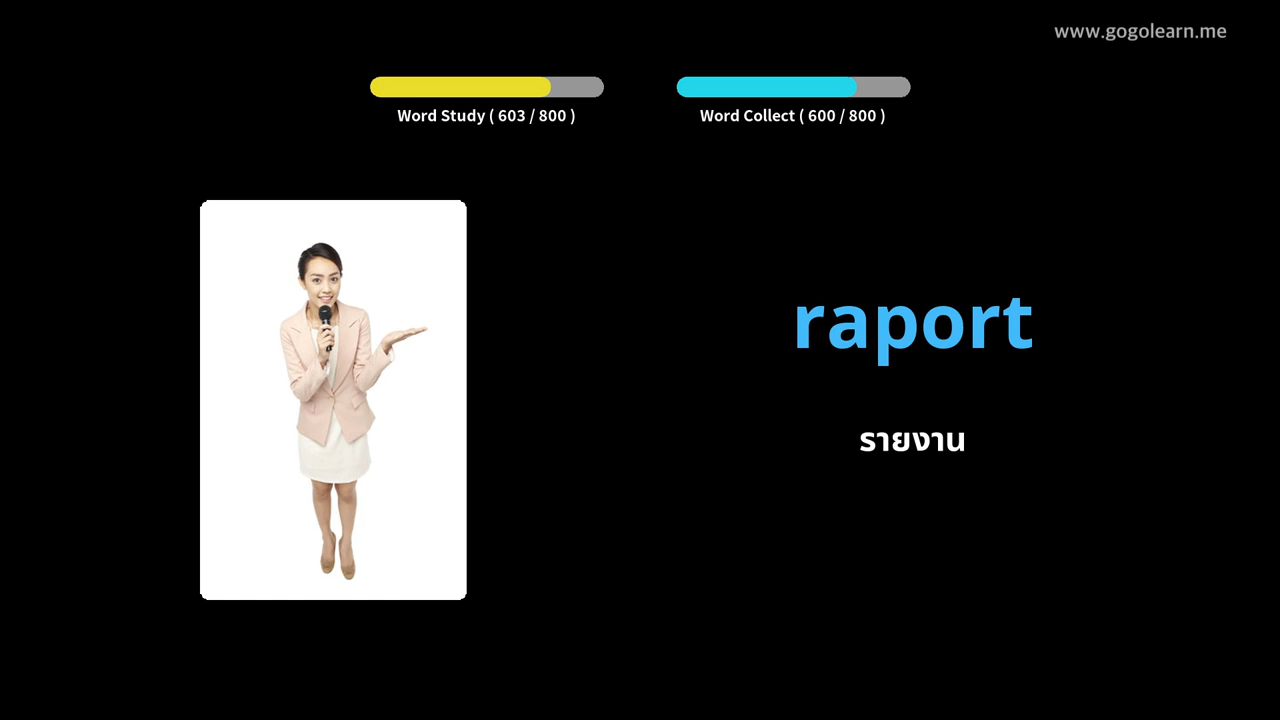 www.gogolearn.me
Word Study ( 603 / 800 )
Word Collect ( 600 / 800 )
raport
รายงาน